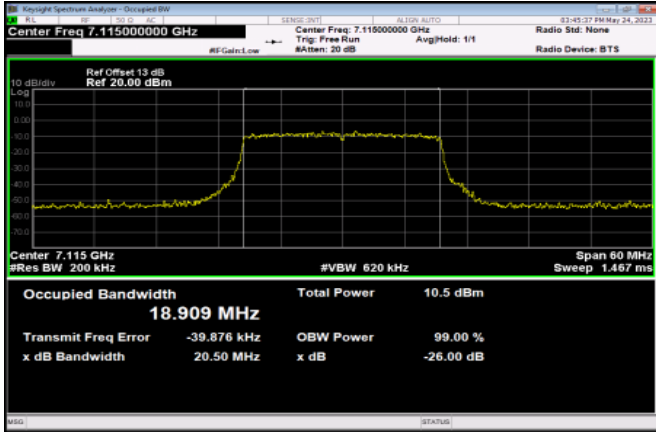 Keysight Spectrum Analyzer - Occupied BW
RL RF 50 Ω AC SENSE:INT ALIGN AUTO 03:45:37 PM May 24, 2023
Center Freq 7.115000000 GHz Center Freq: 7.115000000 GHz Radio Std: None
Trig: Free Run Avg|Hold: 1/1
#IFGain:Low #Atten: 20 dB Radio Device: BTS
Ref Offset 13 dB
10 dB/div Ref 20.00 dBm
Log
10.0
0.00
-10.0
-20.0
-30.0
-40.0
-50.0
-60.0
-70.0
Center 7.115 GHz Span 60 MHz
#Res BW 200 kHz #VBW 620 kHz Sweep 1.467 ms
Occupied Bandwidth Total Power 10.5 dBm
18.909 MHz
Transmit Freq Error -39.876 kHz OBW Power 99.00 %
x dB Bandwidth 20.50 MHz x dB -26.00 dB
MSG STATUS